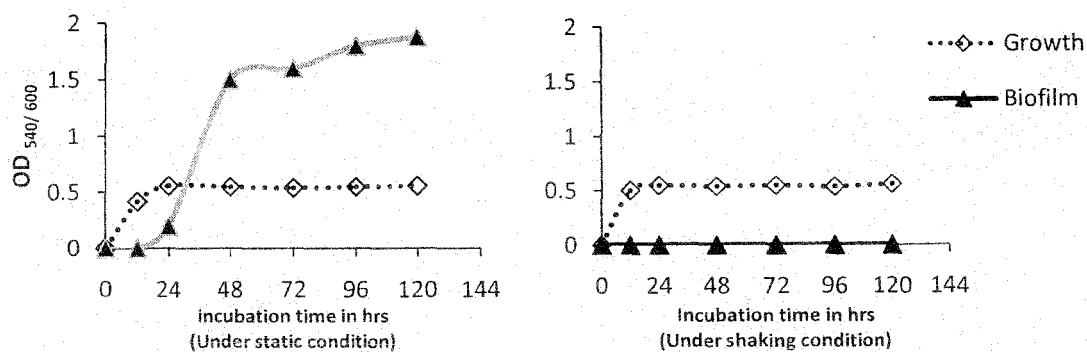 OD 540/ 600
2
1.5
1
0.5
0
0 24 48 72 96 120 144
incubation time in hrs
(Under static condition)
2
1.5
1
0.5
0
0 24 48 72 96 120 144
Incubation time in hrs
(Under shaking condition)
Growth
Biofilm